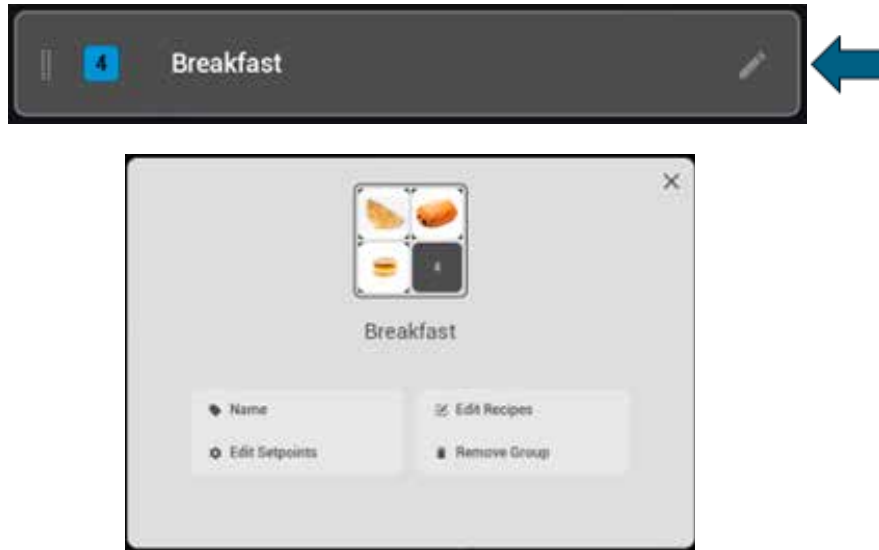 4 Breakfast
4
Breakfast
Name
Edit Recipes
Edit Setpoints
Remove Group